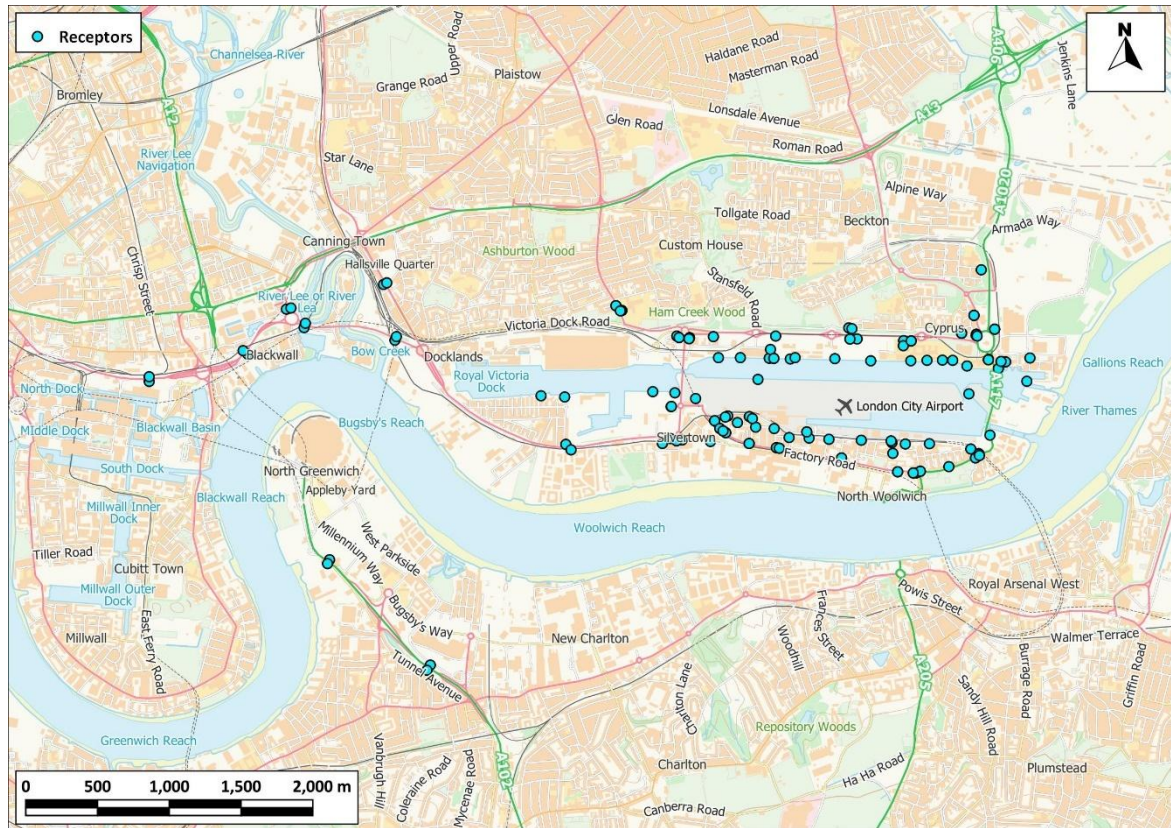 Receptors
N
Channelsea-River
Upper Road
Haldane Road
A406
Jenkins Lane
Plaistow
Masterman Road
Grange Road
Bromley
A12
Lonsdale Avenue
A13
Glen Road
Roman Road
River Lee
Navigation
Star Lane
A1020
Alpine Way
Tollgate Road
Beckton
Armada Way
Canning Town
Custom House
Ashburton Wood
Hallsville Quarter
Chrisp Street
Stansfeld Road
River Lee or River
Lea
Ham Creek Wood
Victoria Dock Road
Cyprus
Blackwall
Bow Creek
Docklands
Gallions Reach
North Dock
Royal Victoria
Dock
A117
London City Airport
River Thames
Middle Dock
Blackwall Basin
Bugsby's Reach
Silvertown
Factory Road
South Dock
North Greenwich
Appleby Yard
North Woolwich
Blackwall Reach
Millwall Inner
Dock
Woolwich Reach
Tiller Road
Millennium Way
West Parkside
Cubitt Town
Royal Arsenal West
Millwall Outer
Dock
Powis Street
Bugsby's Way
Frances Street
Millwall
East Ferry Road
New Charlton
Woodhill
Walmer Terrace
Tunnel Avenue
A205
Burrage Road
Griffin Road
Charlton Lane
Sandy Hill Road
Repository Woods
Greenwich Reach
Vanbrugh Hill
Coleraine Road
Mycenae Road
A102
Charlton
Ha Ha Road
Plumstead
Canberra Road
0 500 1,000 1,500 2,000 m